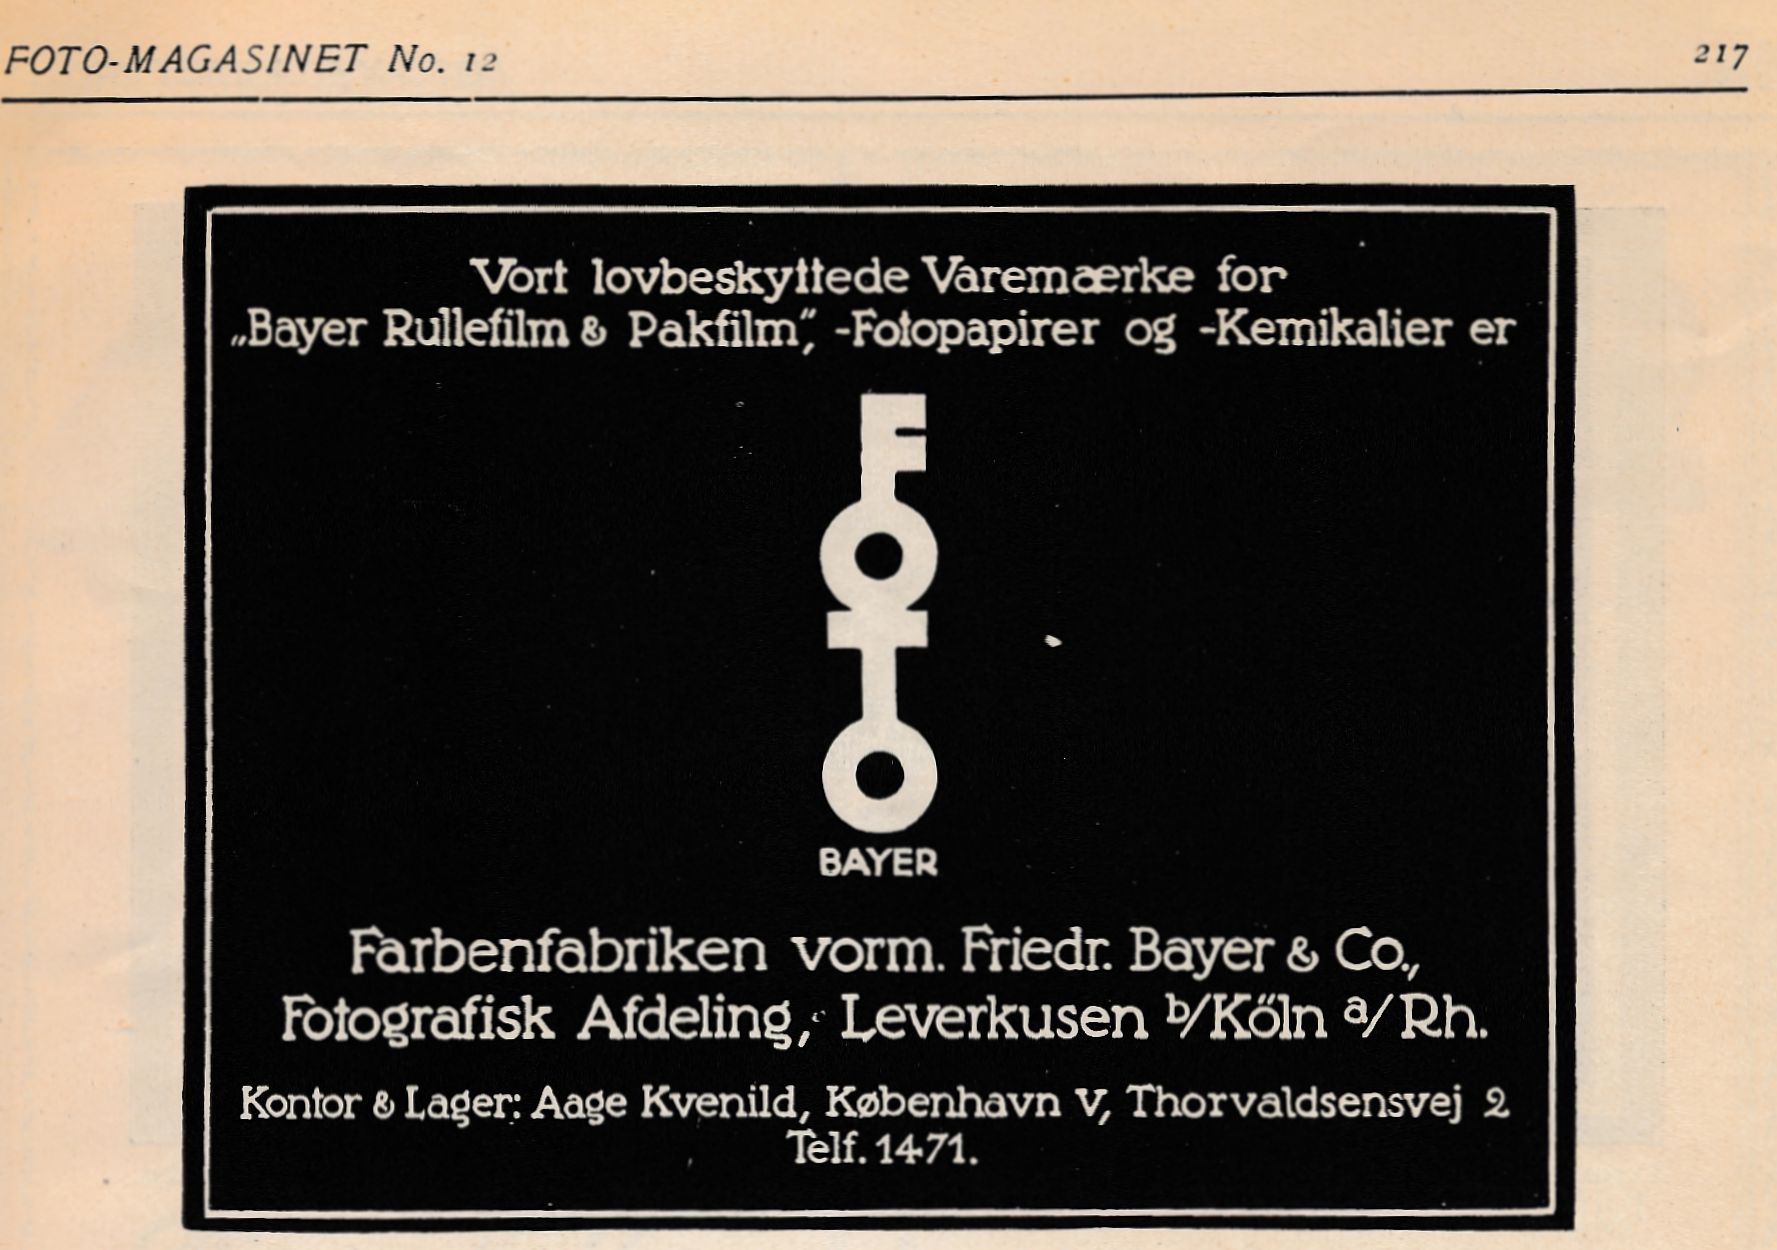 FOTO-MAGASINET No. 12
217
Vort lovbeskyttede Varemærke for
„Bayer Rullefilm & Pakfilm“, -Fotopapirer og -Kemikalier er
FOTO
BAYER
Farbenfabriken vorm. Friedr. Bayer & Co.,
Fotografisk Afdeling, Leverkusen b/Köln a/Rh.
Kontor & Lager: Aage Kvenild, København V, Thorvaldsensvej 2
Telf. 1471.